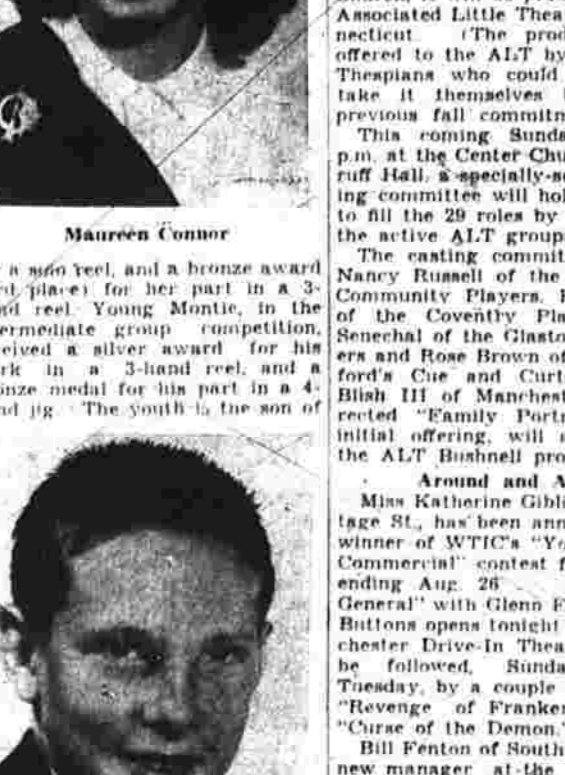 Maureen Connor
a solo reel, and a bronze award
place) for her part in a 3-
nd reel. Young Montie, in the
termediate group competition,
ceived a silver award for his
rk in a 3-hand reel, and a
onze medal for his part in a 4-
nd jig. The youth is the son of
Associated Little Thea
necticut. (The prod
offered to the ALT by
Thespians who could
take it themselves
previous fall commitm
This coming Sunda
p.m. at the Center Chu
ruff Hall, a specially-se
ing committee will hol
to fill the 29 roles by
the active ALT group
The casting commit
Nancy Russell of the
Community Players,
of the Coventry Pla
Senechal of the Glasto
ers and Rose Brown of
ford's Cue and Curt
Blish III of Manchest
rected "Family Portr
initial offering, will
the ALT Bushnell pro
Around and A
Miss Katherine Gibli
tage St., has been ann
winner of WTIC's "Yo
Commercial" contest f
ending Aug. 26
General" with Glenn F
Buttons opens tonight
chester Drive-In Thea
be followed, Sunda
Tuesday, by a couple
"Revenge of Franken
"Curse of the Demon."
Bill Fenton of South
new manager at the